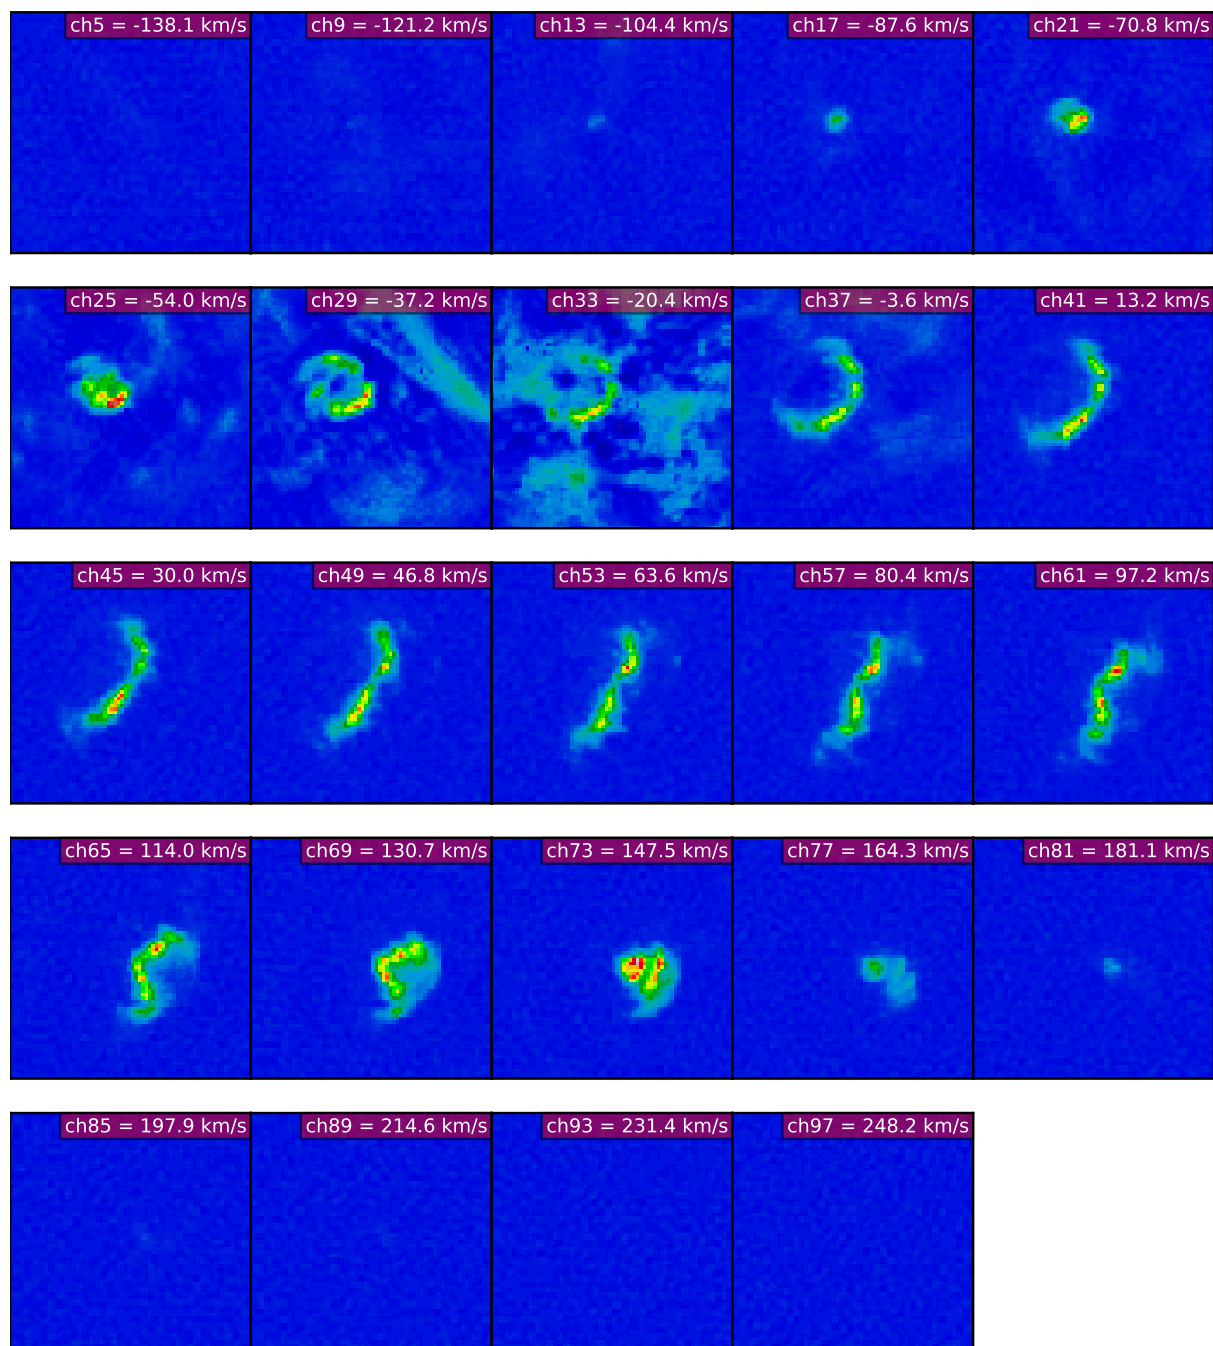 ch5 = -138.1 km/s
ch9 = -121.2 km/s
ch13 = -104.4 km/s
ch17 = -87.6 km/s
ch21 = -70.8 km/s
ch25 = -54.0 km/s
ch29 = -37.2 km/s
ch33 = -20.4 km/s
ch37 = -3.6 km/s
ch41 = 13.2 km/s
ch45 = 30.0 km/s
ch49 = 46.8 km/s
ch53 = 63.6 km/s
ch57 = 80.4 km/s
ch61 = 97.2 km/s
ch65 = 114.0 km/s
ch69 = 130.7 km/s
ch73 = 147.5 km/s
ch77 = 164.3 km/s
ch81 = 181.1 km/s
ch85 = 197.9 km/s
ch89 = 214.6 km/s
ch93 = 231.4 km/s
ch97 = 248.2 km/s